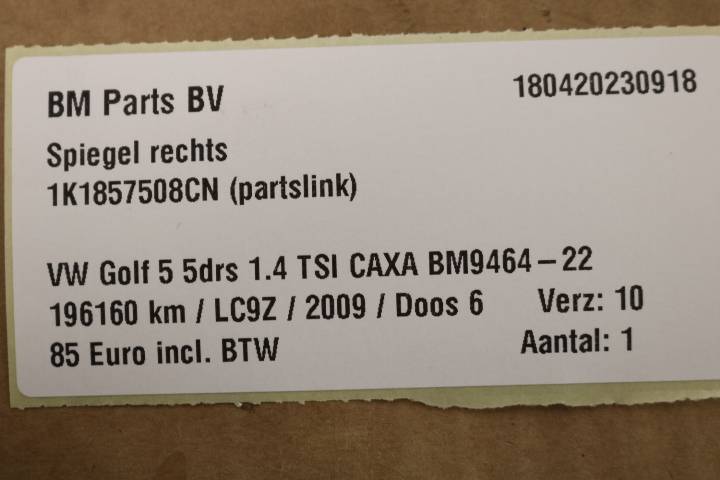 BM Parts BV 180420230918
Spiegel rechts
1K1857508CN (partslink)
VW Golf 5 5drs 1.4 TSI CAXA BM9464-22
196160 km / LC9Z / 2009 / Doos 6 Verz: 10
85 Euro incl. BTW Aantal: 1